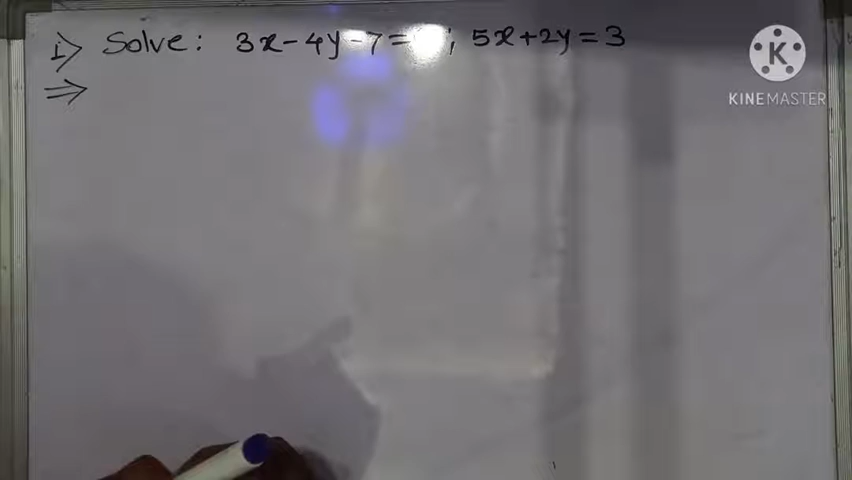 i) Solve: 3x-4y-7= ; 5x+2y=3
⇒
K
KINEMASTER